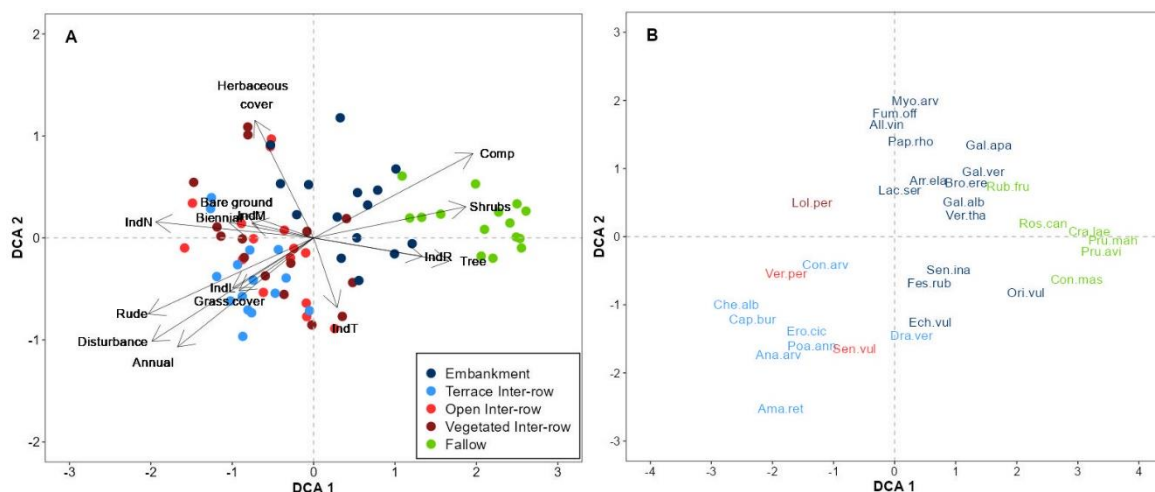 A
DCA 2
2
1
0
-1
-2
-3
-2
-1
0
1
2
3
DCA 1
Herbaceous
cover
Comp
Shrubs
Bare ground
IndM
Biennial
IndN
IndR
Tree
IndL
Grass cover
Rude
IndT
Disturbance
Annual
Embankment
Terrace Inter-row
Open Inter-row
Vegetated Inter-row
Fallow
B
DCA 2
3
2
1
0
-1
-2
-3
-4
-3
-2
-1
0
1
2
3
4
DCA 1
Myo.arv
Fum.off
All.vin
Pap.rho
Gal.apa
Gal.ver
Arr.ela
Bro.ere
Rub.fru
Lac.ser
Lol.per
Gal.alb
Ver.tha
Ros.can
Cra.lae
Pru.mah
Pru.avi
Con.arv
Sen.ina
Ver.per
Fes.rub
Con.mas
Ori.vul
Che.alb
Cap.bur
Ech.vul
Ero.cic
Dra.ver
Poa.ann
Sen.vul
Ana.arv
Ama.ret